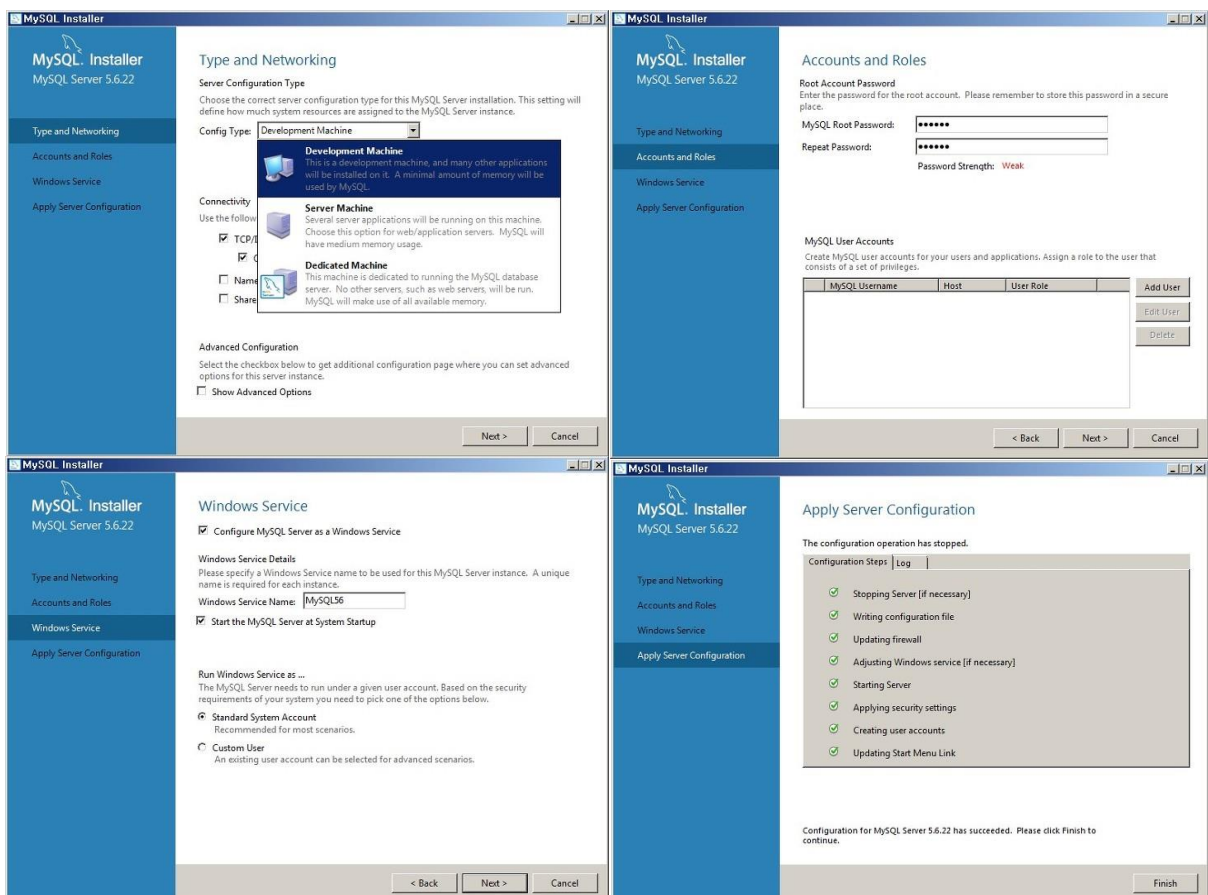 MySQL Installer
MySQL. Installer
MySQL Server 5.6.22
Type and Networking
Accounts and Roles
Windows Service
Apply Server Configuration
Type and Networking
Server Configuration Type
Choose the correct server configuration type for this MySQL Server installation. This setting will
define how much system resources are assigned to the MySQL Server instance.
Config Type: Development Machine
Development Machine
This is a development machine, and many other applications
will be installed on it. A minimal amount of memory will be
used by MySQL.
Server Machine
Several server applications will be running on this machine.
Choose this option for web/application servers. MySQL will
have medium memory usage.
Dedicated Machine
This machine is dedicated to running the MySQL database
server. No other servers, such as web servers, will be run.
MySQL will make use of all available memory.
Connectivity
Use the follow
TCP/I
Name
Share
Advanced Configuration
Select the checkbox below to get additional configuration page where you can set advanced
options for this server instance.
Show Advanced Options
Next > Cancel
MySQL Installer
MySQL. Installer
MySQL Server 5.6.22
Type and Networking
Accounts and Roles
Windows Service
Apply Server Configuration
Accounts and Roles
Root Account Password
Enter the password for the root account. Please remember to store this password in a secure
place.
MySQL Root Password: ••••••
Repeat Password: ••••••
Password Strength: Weak
MySQL User Accounts
Create MySQL user accounts for your users and applications. Assign a role to the user that
consists of a set of privileges.
MySQL Username Host User Role
Add User
Edit User
Delete
< Back Next > Cancel
MySQL Installer
MySQL. Installer
MySQL Server 5.6.22
Type and Networking
Accounts and Roles
Windows Service
Apply Server Configuration
Windows Service
Configure MySQL Server as a Windows Service
Windows Service Details
Please specify a Windows Service name to be used for this MySQL Server instance. A unique
name is required for each instance.
Windows Service Name: MySQL56
Start the MySQL Server at System Startup
Run Windows Service as ...
The MySQL Server needs to run under a given user account. Based on the security
requirements of your system you need to pick one of the options below.
Standard System Account
Recommended for most scenarios.
Custom User
An existing user account can be selected for advanced scenarios.
< Back Next > Cancel
MySQL Installer
MySQL. Installer
MySQL Server 5.6.22
Type and Networking
Accounts and Roles
Windows Service
Apply Server Configuration
Apply Server Configuration
The configuration operation has stopped.
Configuration Steps Log
Stopping Server [if necessary]
Writing configuration file
Updating firewall
Adjusting Windows service [if necessary]
Starting Server
Applying security settings
Creating user accounts
Updating Start Menu Link
Configuration for MySQL Server 5.6.22 has succeeded. Please click Finish to
continue.
Finish